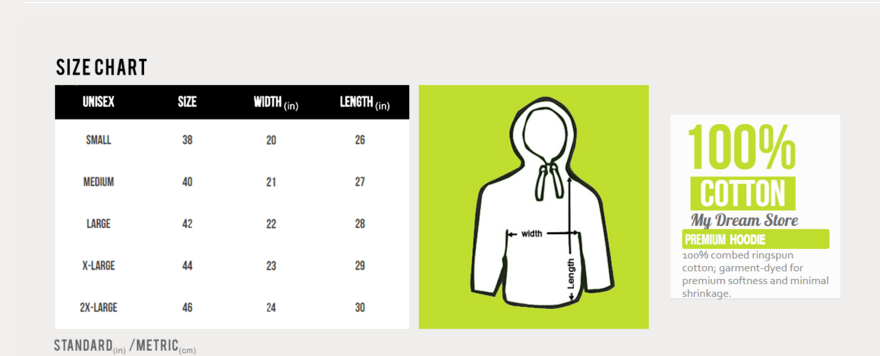 SIZE CHART
UNISEX SIZE WIDTH (in) LENGTH (in)
SMALL 38 20 26
MEDIUM 40 21 27
LARGE 42 22 28
X-LARGE 44 23 29
2X-LARGE 46 24 30
STANDARD(in) /METRIC(cm)
width
Length
100%
COTTON
My Dream Store
PREMIUM HOODIE
100% combed ringspun
cotton; garment-dyed for
premium softness and minimal
shrinkage.